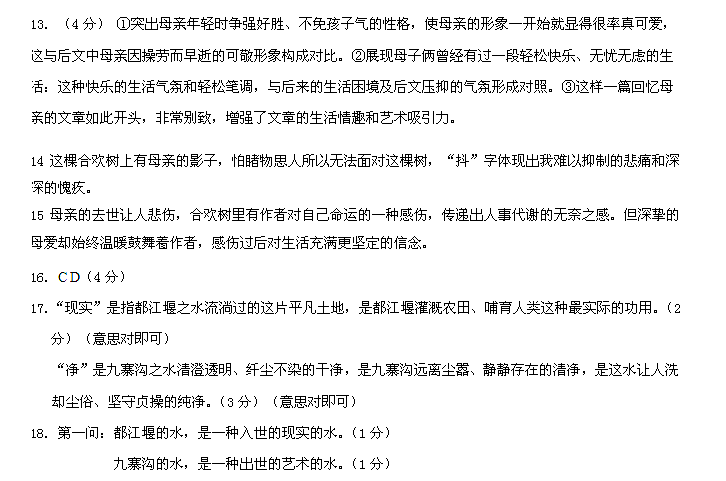 13. （4分） ①突出母亲年轻时争强好胜、不免孩子气的性格，使母亲的形象一开始就显得很率真可爱，
这与后文中母亲因操劳而早逝的可敬形象构成对比。②展现母子俩曾经有过一段轻松快乐、无忧无虑的生
活：这种快乐的生活气氛和轻松笔调，与后来的生活困境及后文压抑的气氛形成对照。③这样一篇回忆母
亲的文章如此开头，非常别致，增强了文章的生活情趣和艺术吸引力。
14 这棵合欢树上有母亲的影子，怕睹物思人所以无法面对这棵树，“抖”字体现出我难以抑制的悲痛和深
深的愧疚。
15 母亲的去世让人悲伤，合欢树里有作者对自己命运的一种感伤，传递出人事代谢的无奈之感。但深挚的
母爱却始终温暖鼓舞着作者，感伤过后对生活充满更坚定的信念。
16. CD（4分）
17. “现实”是指都江堰之水流淌过的这片平凡土地，是都江堰灌溉农田、哺育人类这种最实际的功用。（2
分）（意思对即可）
“净”是九寨沟之水清澄透明、纤尘不染的干净，是九寨沟远离尘嚣、静静存在的清净，是这水让人洗
却尘俗、坚守贞操的纯净。（3分）（意思对即可）
18. 第一问：都江堰的水，是一种入世的现实的水。（1分）
九寨沟的水，是一种出世的艺术的水。（1分）